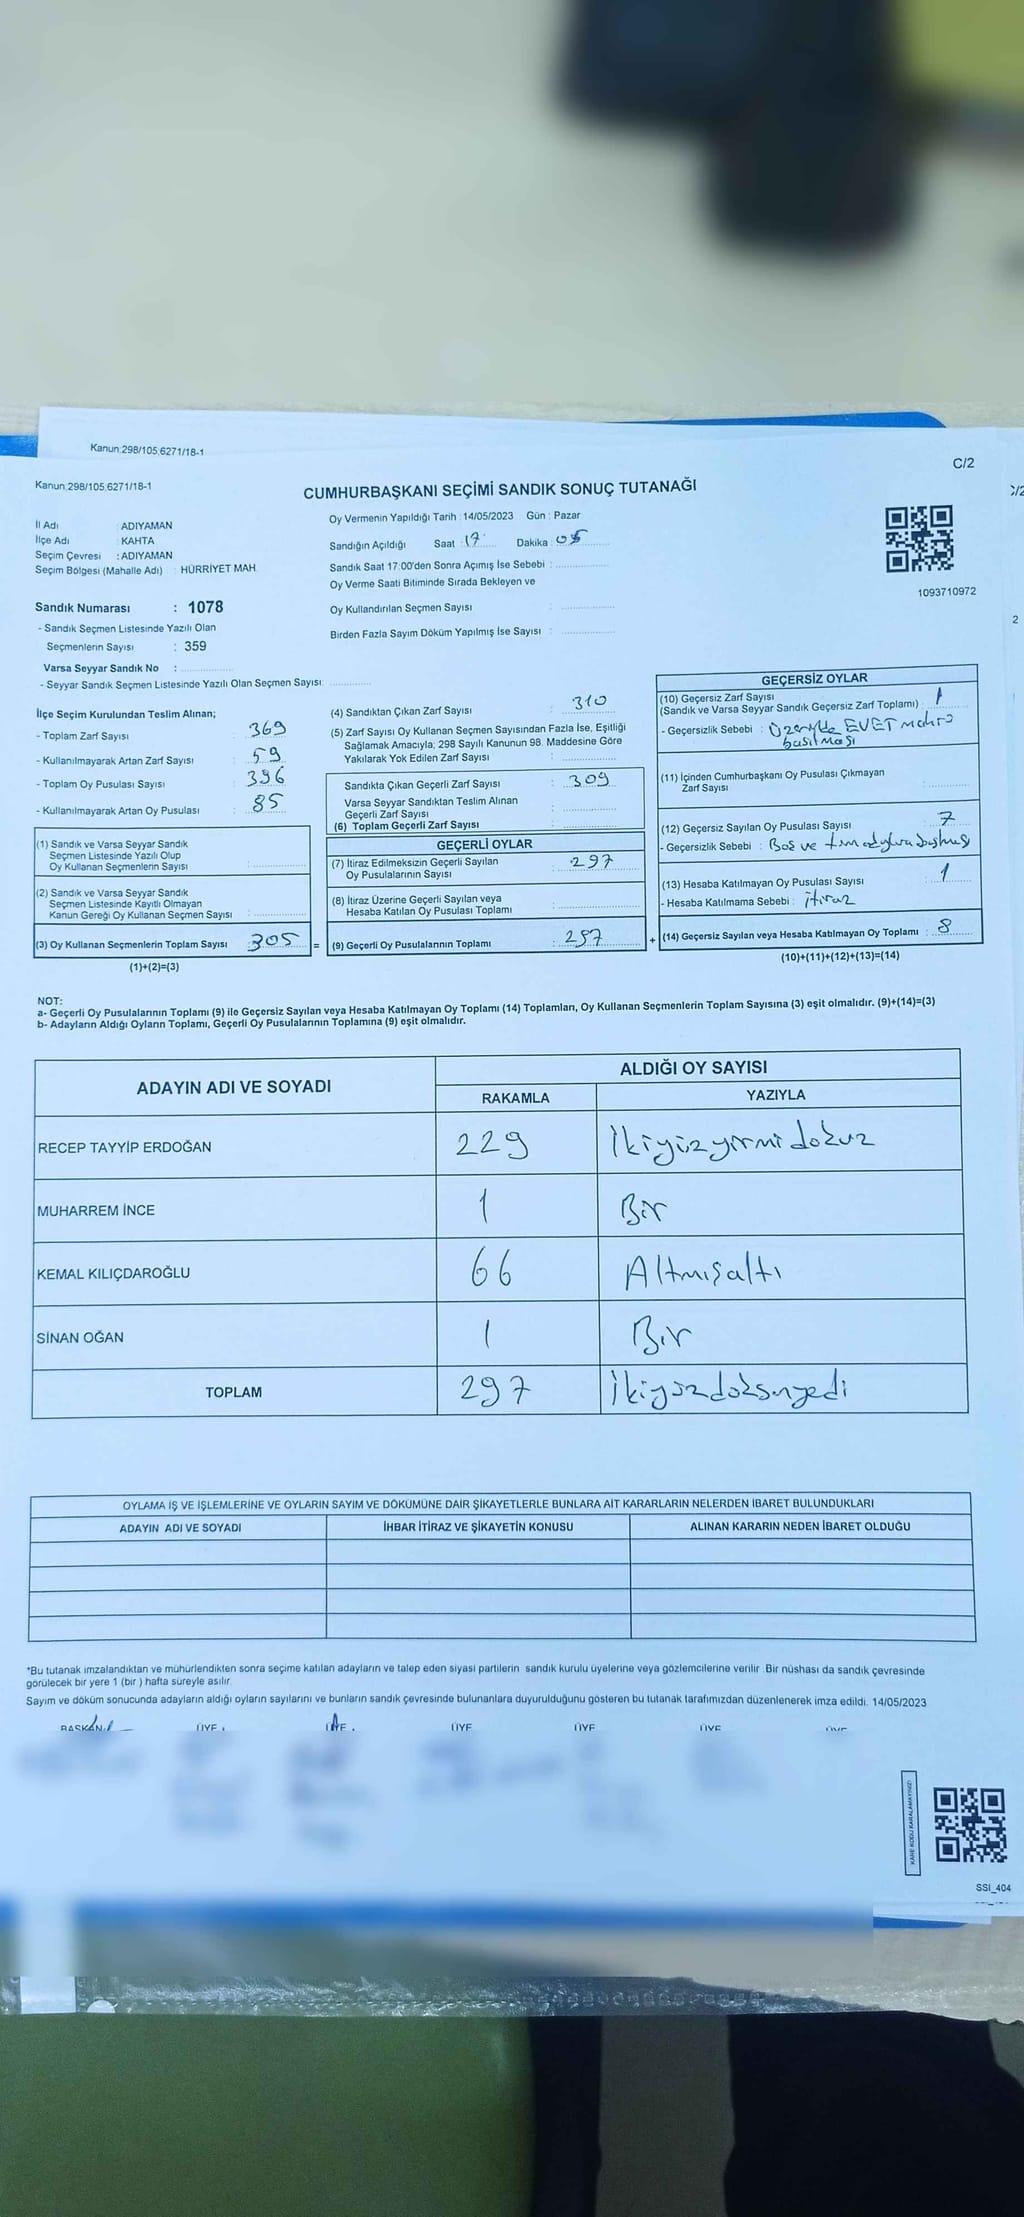 Kanun:298/105,6271/18-1
Kanun:298/105,6271/18-1
C/2
CUMHURBAŞKANI SEÇİMİ SANDIK SONUÇ TUTANAĞI
İl Adı : ADIYAMAN
İlçe Adı : KAHTA
Seçim Çevresi : ADIYAMAN
Seçim Bölgesi (Mahalle Adı) : HÜRRİYET MAH.
Sandık Numarası : 1078
- Sandık Seçmen Listesinde Yazılı Olan
Seçmenlerin Sayısı : 359
Varsa Seyyar Sandık No :
- Seyyar Sandık Seçmen Listesinde Yazılı Olan Seçmen Sayısı:
Oy Vermenin Yapıldığı Tarih : 14/05/2023 Gün : Pazar
Sandığın Açıldığı Saat : 17 Dakika : 05
Sandık Saat 17:00'den Sonra Açımış İse Sebebi :
Oy Verme Saati Bitiminde Sırada Bekleyen ve
Oy Kullandırılan Seçmen Sayısı :
Birden Fazla Sayım Döküm Yapılmış İse Sayısı :
1093710972
2
İlçe Seçim Kurulundan Teslim Alınan;
- Toplam Zarf Sayısı : 369
- Kullanılmayarak Artan Zarf Sayısı : 59
- Toplam Oy Pusulası Sayısı : 396
- Kullanılmayarak Artan Oy Pusulası : 85
(1) Sandık ve Varsa Seyyar Sandık
Seçmen Listesinde Yazılı Olup
Oy Kullanan Seçmenlerin Sayısı :
(2) Sandık ve Varsa Seyyar Sandık
Seçmen Listesinde Kayıtlı Olmayan
Kanun Gereği Oy Kullanan Seçmen Sayısı :
(3) Oy Kullanan Seçmenlerin Toplam Sayısı : 305
(1)+(2)=(3)
(4) Sandıktan Çıkan Zarf Sayısı : 310
(5) Zarf Sayısı Oy Kullanan Seçmen Sayısından Fazla İse, Eşitliği
Sağlamak Amacıyla; 298 Sayılı Kanunun 98. Maddesine Göre
Yakılarak Yok Edilen Zarf Sayısı :
Sandıkta Çıkan Geçerli Zarf Sayısı : 309
Varsa Seyyar Sandıktan Teslim Alınan
Geçerli Zarf Sayısı :
(6) Toplam Geçerli Zarf Sayısı :
GEÇERLİ OYLAR
(7) İtiraz Edilmeksizin Geçerli Sayılan
Oy Pusulalarının Sayısı : 297
(8) İtiraz Üzerine Geçerli Sayılan veya
Hesaba Katılan Oy Pusulası Toplamı :
= (9) Geçerli Oy Pusulalarının Toplamı : 297 +
GEÇERSİZ OYLAR
(10) Geçersiz Zarf Sayısı
(Sandık ve Varsa Seyyar Sandık Geçersiz Zarf Toplamı) : 1
- Geçersizlik Sebebi : Üzerinde EVET mührü
basılması
(11) İçinden Cumhurbaşkanı Oy Pusulası Çıkmayan
Zarf Sayısı :
(12) Geçersiz Sayılan Oy Pusulası Sayısı : 7
- Geçersizlik Sebebi : Boş ve tüm adaylara basılmış
(13) Hesaba Katılmayan Oy Pusulası Sayısı : 1
- Hesaba Katılmama Sebebi : itiraz
(14) Geçersiz Sayılan veya Hesaba Katılmayan Oy Toplamı : 8
(10)+(11)+(12)+(13)=(14)
NOT:
a- Geçerli Oy Pusulalarının Toplamı (9) ile Geçersiz Sayılan veya Hesaba Katılmayan Oy Toplamı (14) Toplamları, Oy Kullanan Seçmenlerin Toplam Sayısına (3) eşit olmalıdır. (9)+(14)=(3)
b- Adayların Aldığı Oyların Toplamı, Geçerli Oy Pusulalarının Toplamına (9) eşit olmalıdır.
ADAYIN ADI VE SOYADI ALDIĞI OY SAYISI
RAKAMLA YAZIYLA
RECEP TAYYİP ERDOĞAN 229 İkiyüzyirmidokuz
MUHARREM İNCE 1 Bir
KEMAL KILIÇDAROĞLU 66 Altmışaltı
SİNAN OĞAN 1 Bir
TOPLAM 297 İkiyüzdoksanyedi
OYLAMA İŞ VE İŞLEMLERİNE VE OYLARIN SAYIM VE DÖKÜMÜNE DAİR ŞİKAYETLERLE BUNLARA AİT KARARLARIN NELERDEN İBARET BULUNDUKLARI
ADAYIN ADI VE SOYADI İHBAR İTİRAZ VE ŞİKAYETİN KONUSU ALINAN KARARIN NEDEN İBARET OLDUĞU
*Bu tutanak imzalandıktan ve mühürlendikten sonra seçime katılan adayların ve talep eden siyasi partilerin sandık kurulu üyelerine veya gözlemcilerine verilir. Bir nüshası da sandık çevresinde
görülecek bir yere 1 (bir ) hafta süreyle asılır.
Sayım ve döküm sonucunda adayların aldığı oyların sayılarını ve bunların sandık çevresinde bulunanlara duyurulduğunu gösteren bu tutanak tarafımızdan düzenlenerek imza edildi. 14/05/2023
BAŞKAN ÜYE ÜYE ÜYE ÜYE ÜYE ÜYE
KARE KODU KARALAMAYINIZ!
SSİ_404